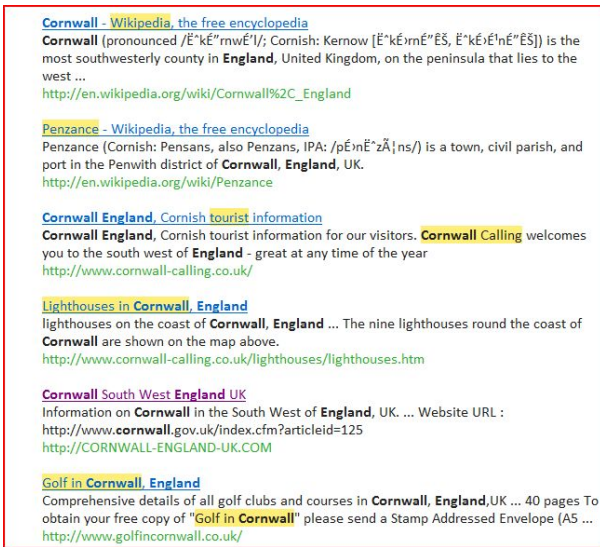 Cornwall - Wikipedia, the free encyclopedia
Cornwall (pronounced /Ë^kÉ"rnwÉ'l/; Cornish: Kernow [Ë^kÉ›rnÉ"ÊŠ, Ë^kÉ›É¹nÉ"ÊŠ]) is the
most southwesterly county in England, United Kingdom, on the peninsula that lies to the
west ...
http://en.wikipedia.org/wiki/Cornwall%2C_England
Penzance - Wikipedia, the free encyclopedia
Penzance (Cornish: Pensans, also Penzans, IPA: /pÉ›nË^zÃ¦ns/) is a town, civil parish, and
port in the Penwith district of Cornwall, England, UK.
http://en.wikipedia.org/wiki/Penzance
Cornwall England, Cornish tourist information
Cornwall England, Cornish tourist information for our visitors. Cornwall Calling welcomes
you to the south west of England - great at any time of the year
http://www.cornwall-calling.co.uk/
Lighthouses in Cornwall, England
lighthouses on the coast of Cornwall, England ... The nine lighthouses round the coast of
Cornwall are shown on the map above.
http://www.cornwall-calling.co.uk/lighthouses/lighthouses.htm
Cornwall South West England UK
Information on Cornwall in the South West of England, UK. ... Website URL :
http://www.cornwall.gov.uk/index.cfm?articleid=125
http://CORNWALL-ENGLAND-UK.COM
Golf in Cornwall, England
Comprehensive details of all golf clubs and courses in Cornwall, England,UK ... 40 pages To
obtain your free copy of "Golf in Cornwall" please send a Stamp Addressed Envelope (A5 ...
http://www.golfincornwall.co.uk/